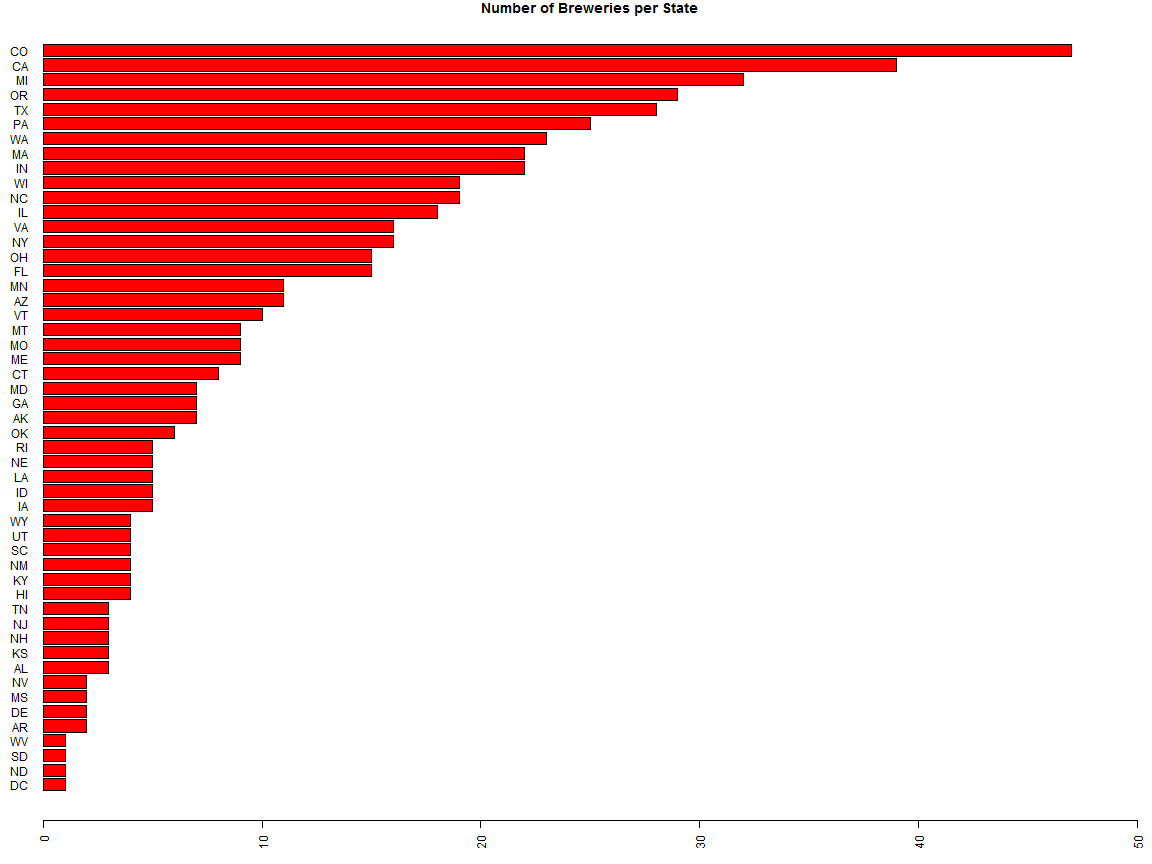 Number of Breweries per State
CO
CA
MI
OR
TX
PA
WA
MA
IN
WI
NC
IL
VA
NY
OH
FL
MN
AZ
VT
MT
MO
ME
CT
MD
GA
AK
OK
RI
NE
LA
ID
IA
WY
UT
SC
NM
KY
HI
TN
NJ
NH
KS
AL
NV
MS
DE
AR
WV
SD
ND
DC
0 10 20 30 40 50